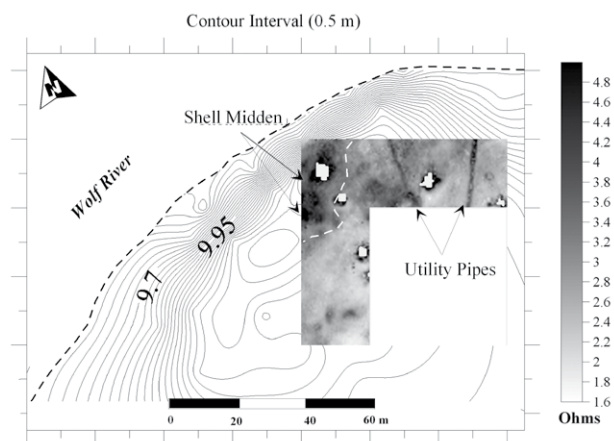 Contour Interval (0.5 m)
N
Shell Midden
Wolf River
9.95
9.7
Utility Pipes
0 20 40 60 m
4.8
4.6
4.4
4.2
4
3.8
3.6
3.4
3.2
3
2.8
2.6
2.4
2.2
2
1.8
1.6
Ohms